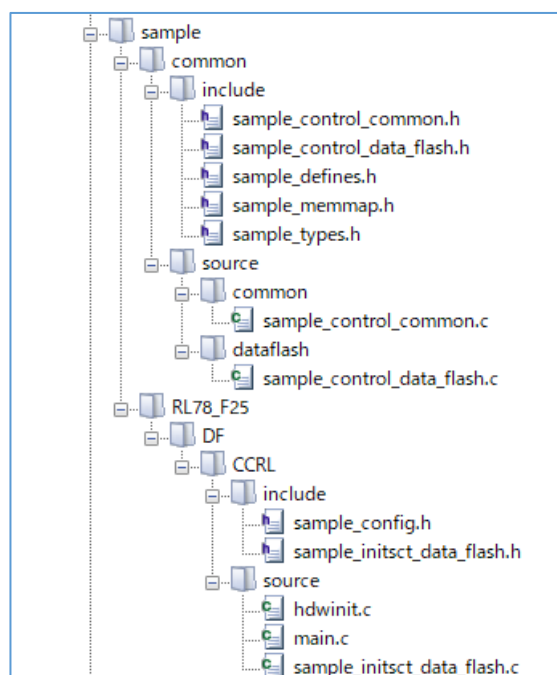 sample
common
include
sample_control_common.h
sample_control_data_flash.h
sample_defines.h
sample_memmap.h
sample_types.h
source
common
sample_control_common.c
dataflash
sample_control_data_flash.c
RL78_F25
DF
CCRL
include
sample_config.h
sample_initsct_data_flash.h
source
hdwinit.c
main.c
sample_initsct_data_flash.c